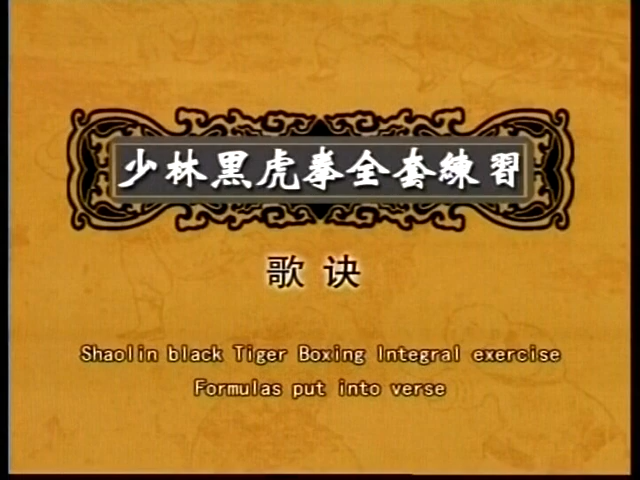 少林黑虎拳全套練習
歌诀
Shaolin black Tiger Boxing Integral exercise
Formulas put into verse